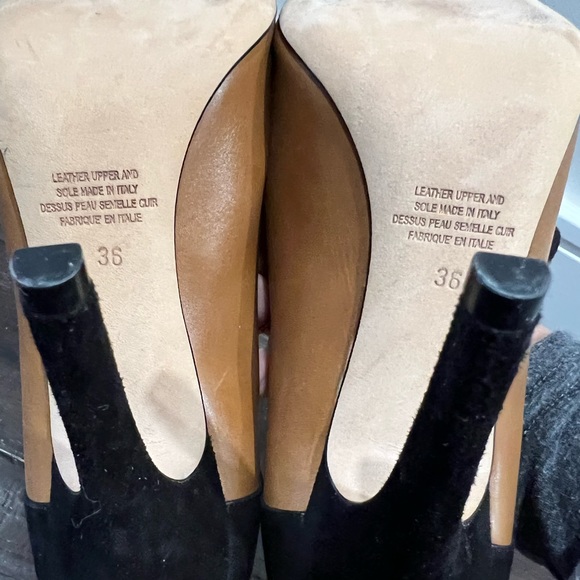 LEATHER UPPER AND
SOLE MADE IN ITALY
DESSUS PEAU SEMELLE CUIR
FABRIQUE' EN ITALIE
36
LEATHER UPPER AND
SOLE MADE IN ITALY
DESSUS PEAU SEMELLE CUIR
FABRIQUE' EN ITALIE
36